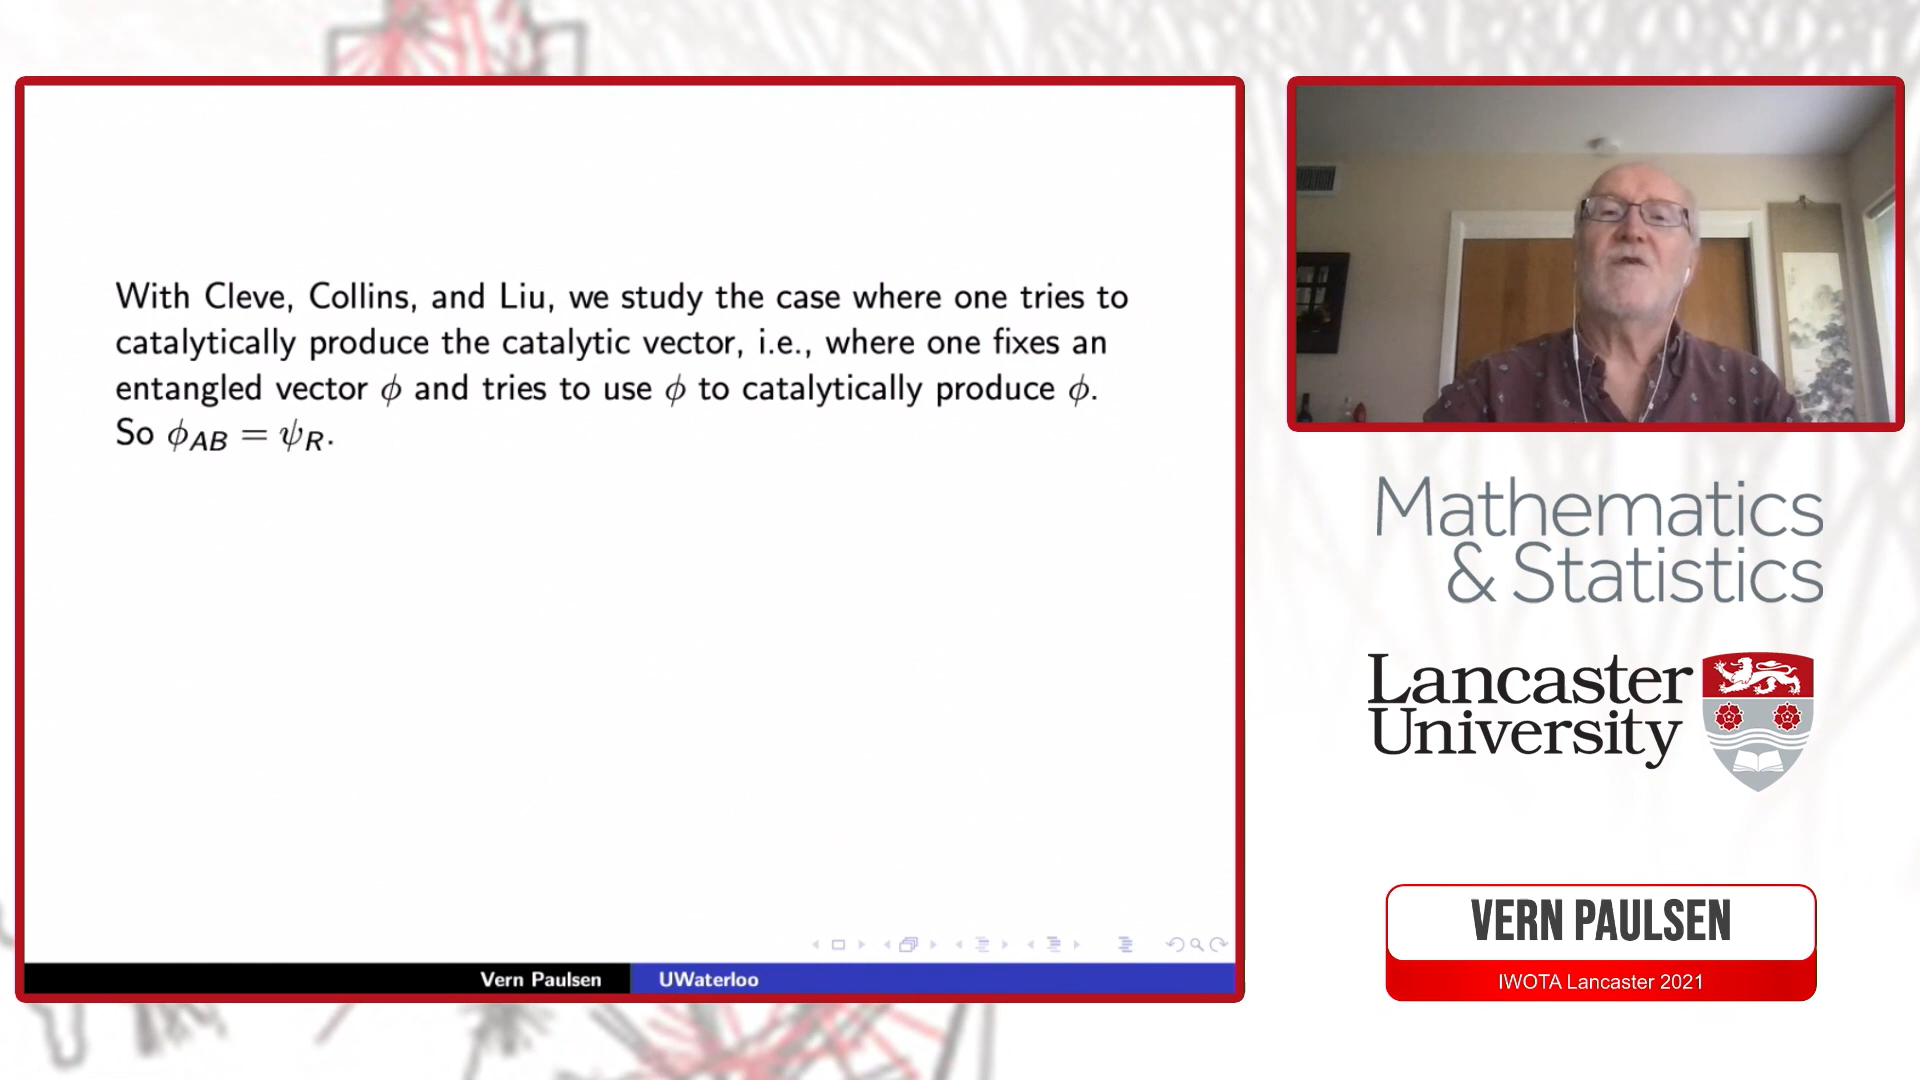 With Cleve, Collins, and Liu, we study the case where one tries to
catalytically produce the catalytic vector, i.e., where one fixes an
entangled vector ϕ and tries to use ϕ to catalytically produce ϕ.
So ϕ_AB = ψ_R.
Vern Paulsen
UWaterloo
Mathematics
& Statistics
Lancaster
University
VERN PAULSEN
IWOTA Lancaster 2021